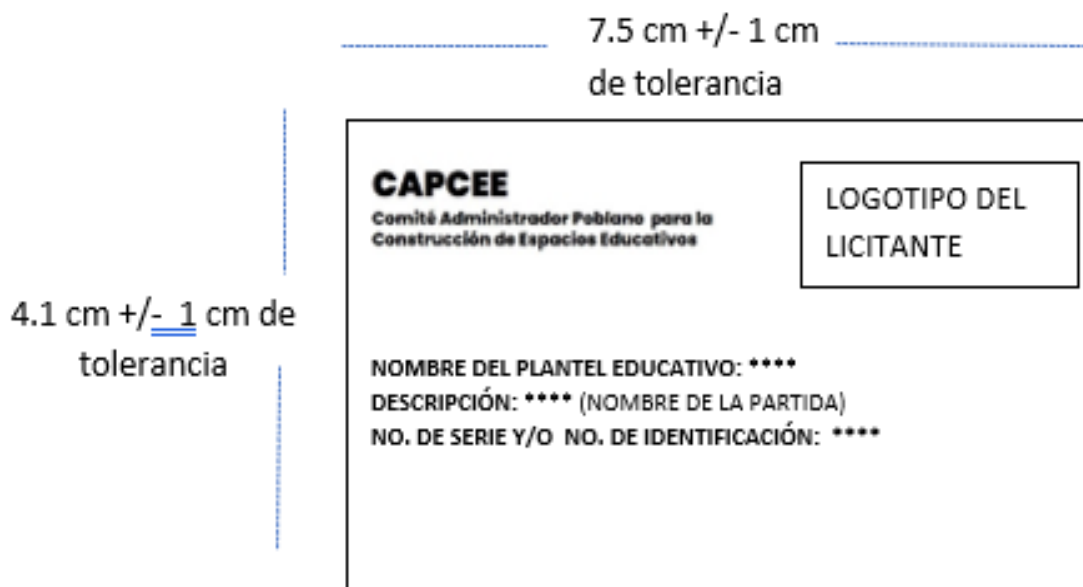 7.5 cm +/- 1 cm
de tolerancia
CAPCEE
Comité Administrador Poblano para la
Construcción de Espacios Educativos
LOGOTIPO DEL
LICITANTE
4.1 cm +/- 1 cm de
tolerancia
NOMBRE DEL PLANTEL EDUCATIVO: ****
DESCRIPCIÓN: **** (NOMBRE DE LA PARTIDA)
NO. DE SERIE Y/O NO. DE IDENTIFICACIÓN: ****